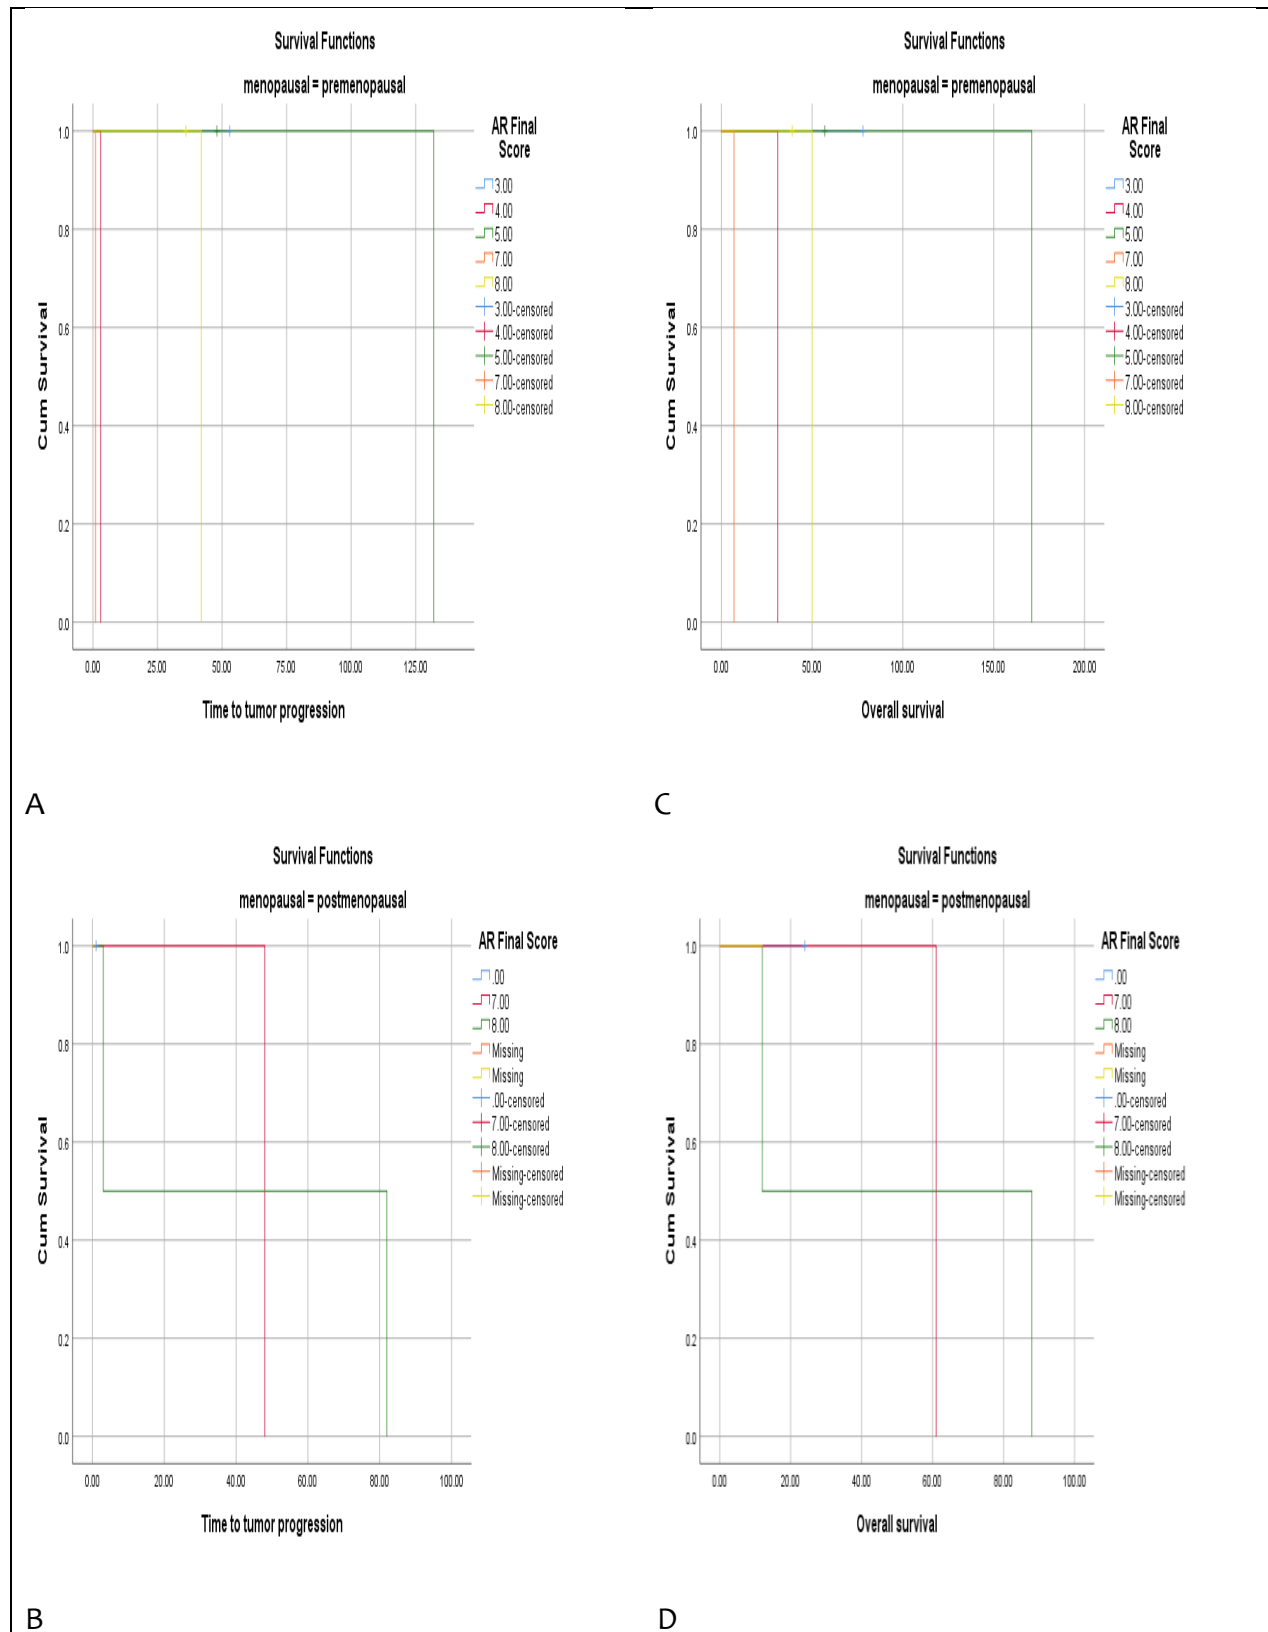 Survival Functions
menopausal = premenopausal
AR Final
Score
3.00
4.00
5.00
7.00
8.00
3.00-censored
4.00-censored
5.00-censored
7.00-censored
8.00-censored
Cum Survival
1.0
0.8
0.6
0.4
0.2
0.0
0.00 25.00 50.00 75.00 100.00 125.00
Time to tumor progression
A
Survival Functions
menopausal = premenopausal
AR Final
Score
3.00
4.00
5.00
7.00
8.00
3.00-censored
4.00-censored
5.00-censored
7.00-censored
8.00-censored
Cum Survival
1.0
0.8
0.6
0.4
0.2
0.0
0.00 50.00 100.00 150.00 200.00
Overall survival
C
Survival Functions
menopausal = postmenopausal
AR Final Score
.00
7.00
8.00
Missing
Missing
.00-censored
7.00-censored
8.00-censored
Missing-censored
Missing-censored
Cum Survival
1.0
0.8
0.6
0.4
0.2
0.0
0.00 20.00 40.00 60.00 80.00 100.00
Time to tumor progression
B
Survival Functions
menopausal = postmenopausal
AR Final Score
.00
7.00
8.00
Missing
Missing
.00-censored
7.00-censored
8.00-censored
Missing-censored
Missing-censored
Cum Survival
1.0
0.8
0.6
0.4
0.2
0.0
0.00 20.00 40.00 60.00 80.00 100.00
Overall survival
D